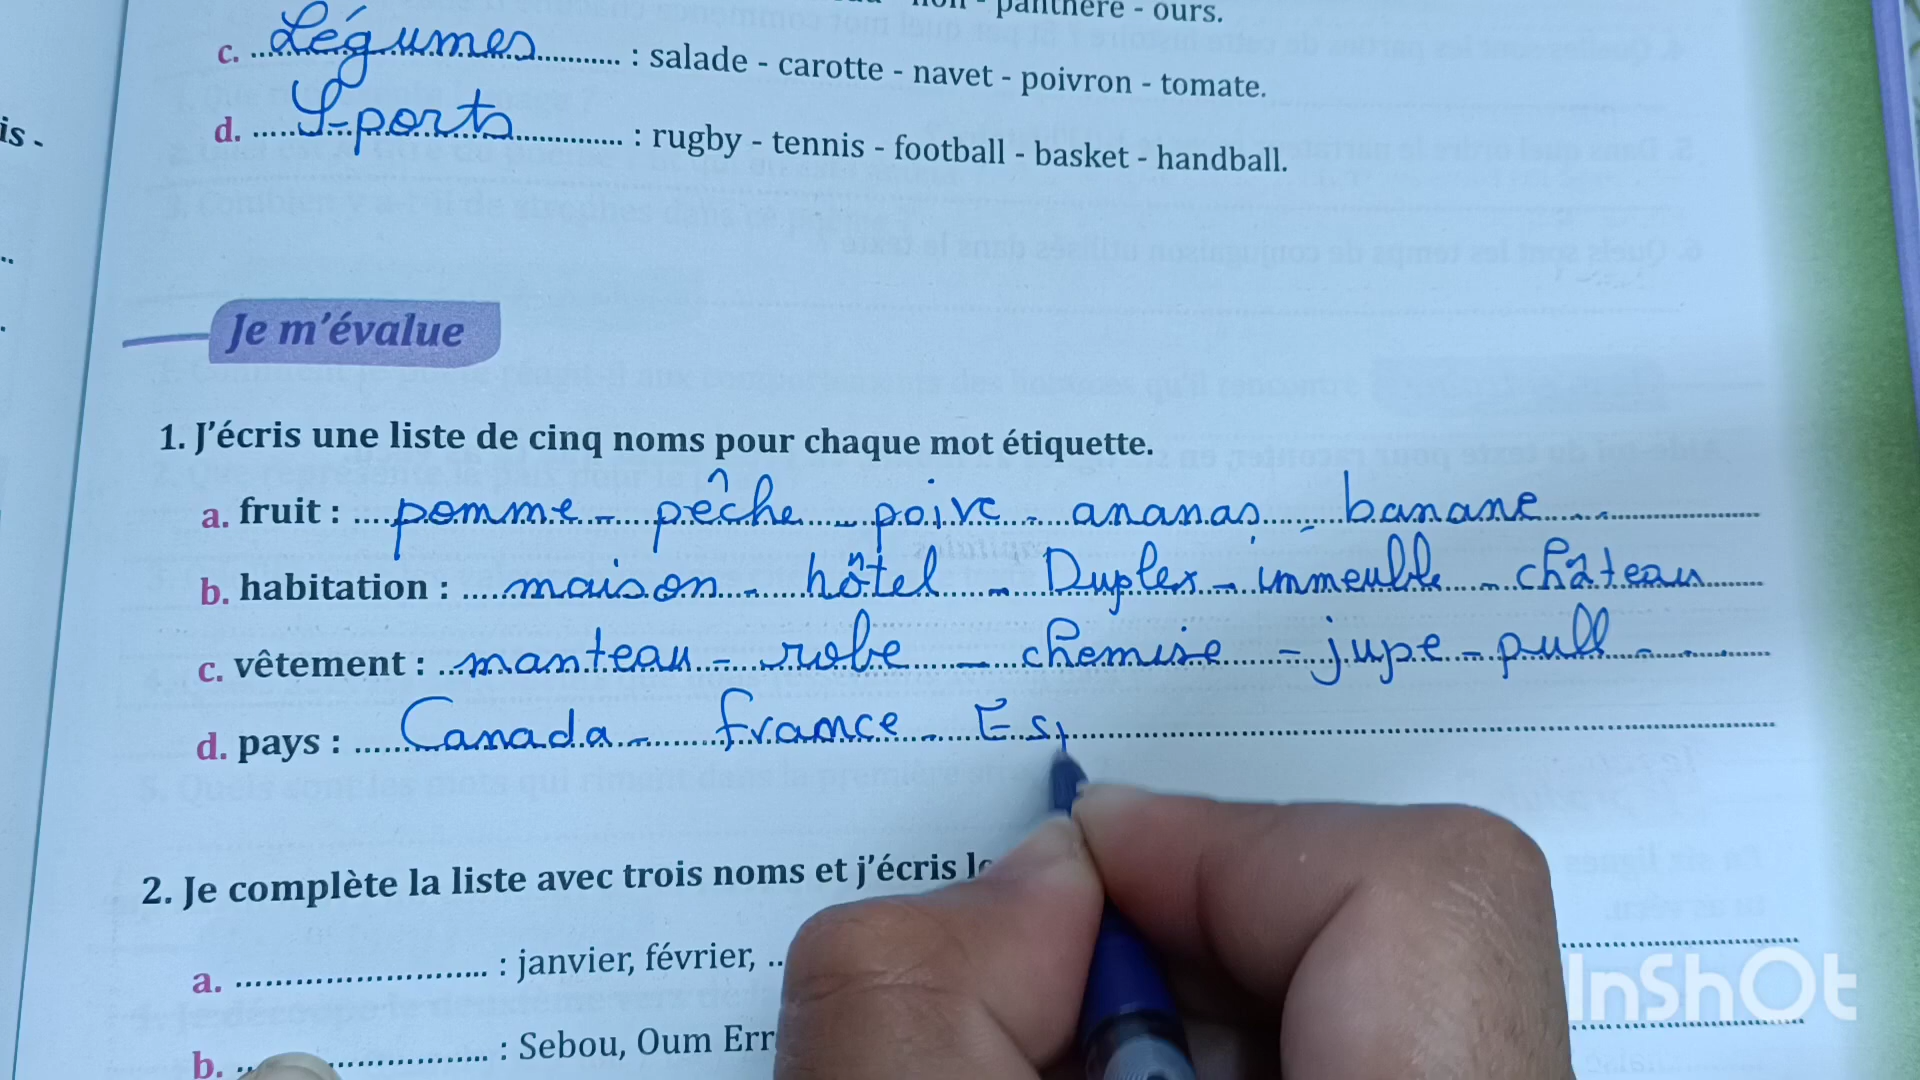 - panthère - ours.
c. Légumes : salade - carotte - navet - poivron - tomate.
d. Sports : rugby - tennis - football - basket - handball.
is -
Je m'évalue
1. J'écris une liste de cinq noms pour chaque mot étiquette.
a. fruit : pomme - pêche - poire - ananas - banane
b. habitation : maison - hôtel - Duplex - immeuble - château
c. vêtement : manteau - robe - chemise - jupe - pull
d. pays : Canada - france - Es
2. Je complète la liste avec trois noms et j'écris
a. : janvier, février,
b. : Sebou, Oum Err
InShOt